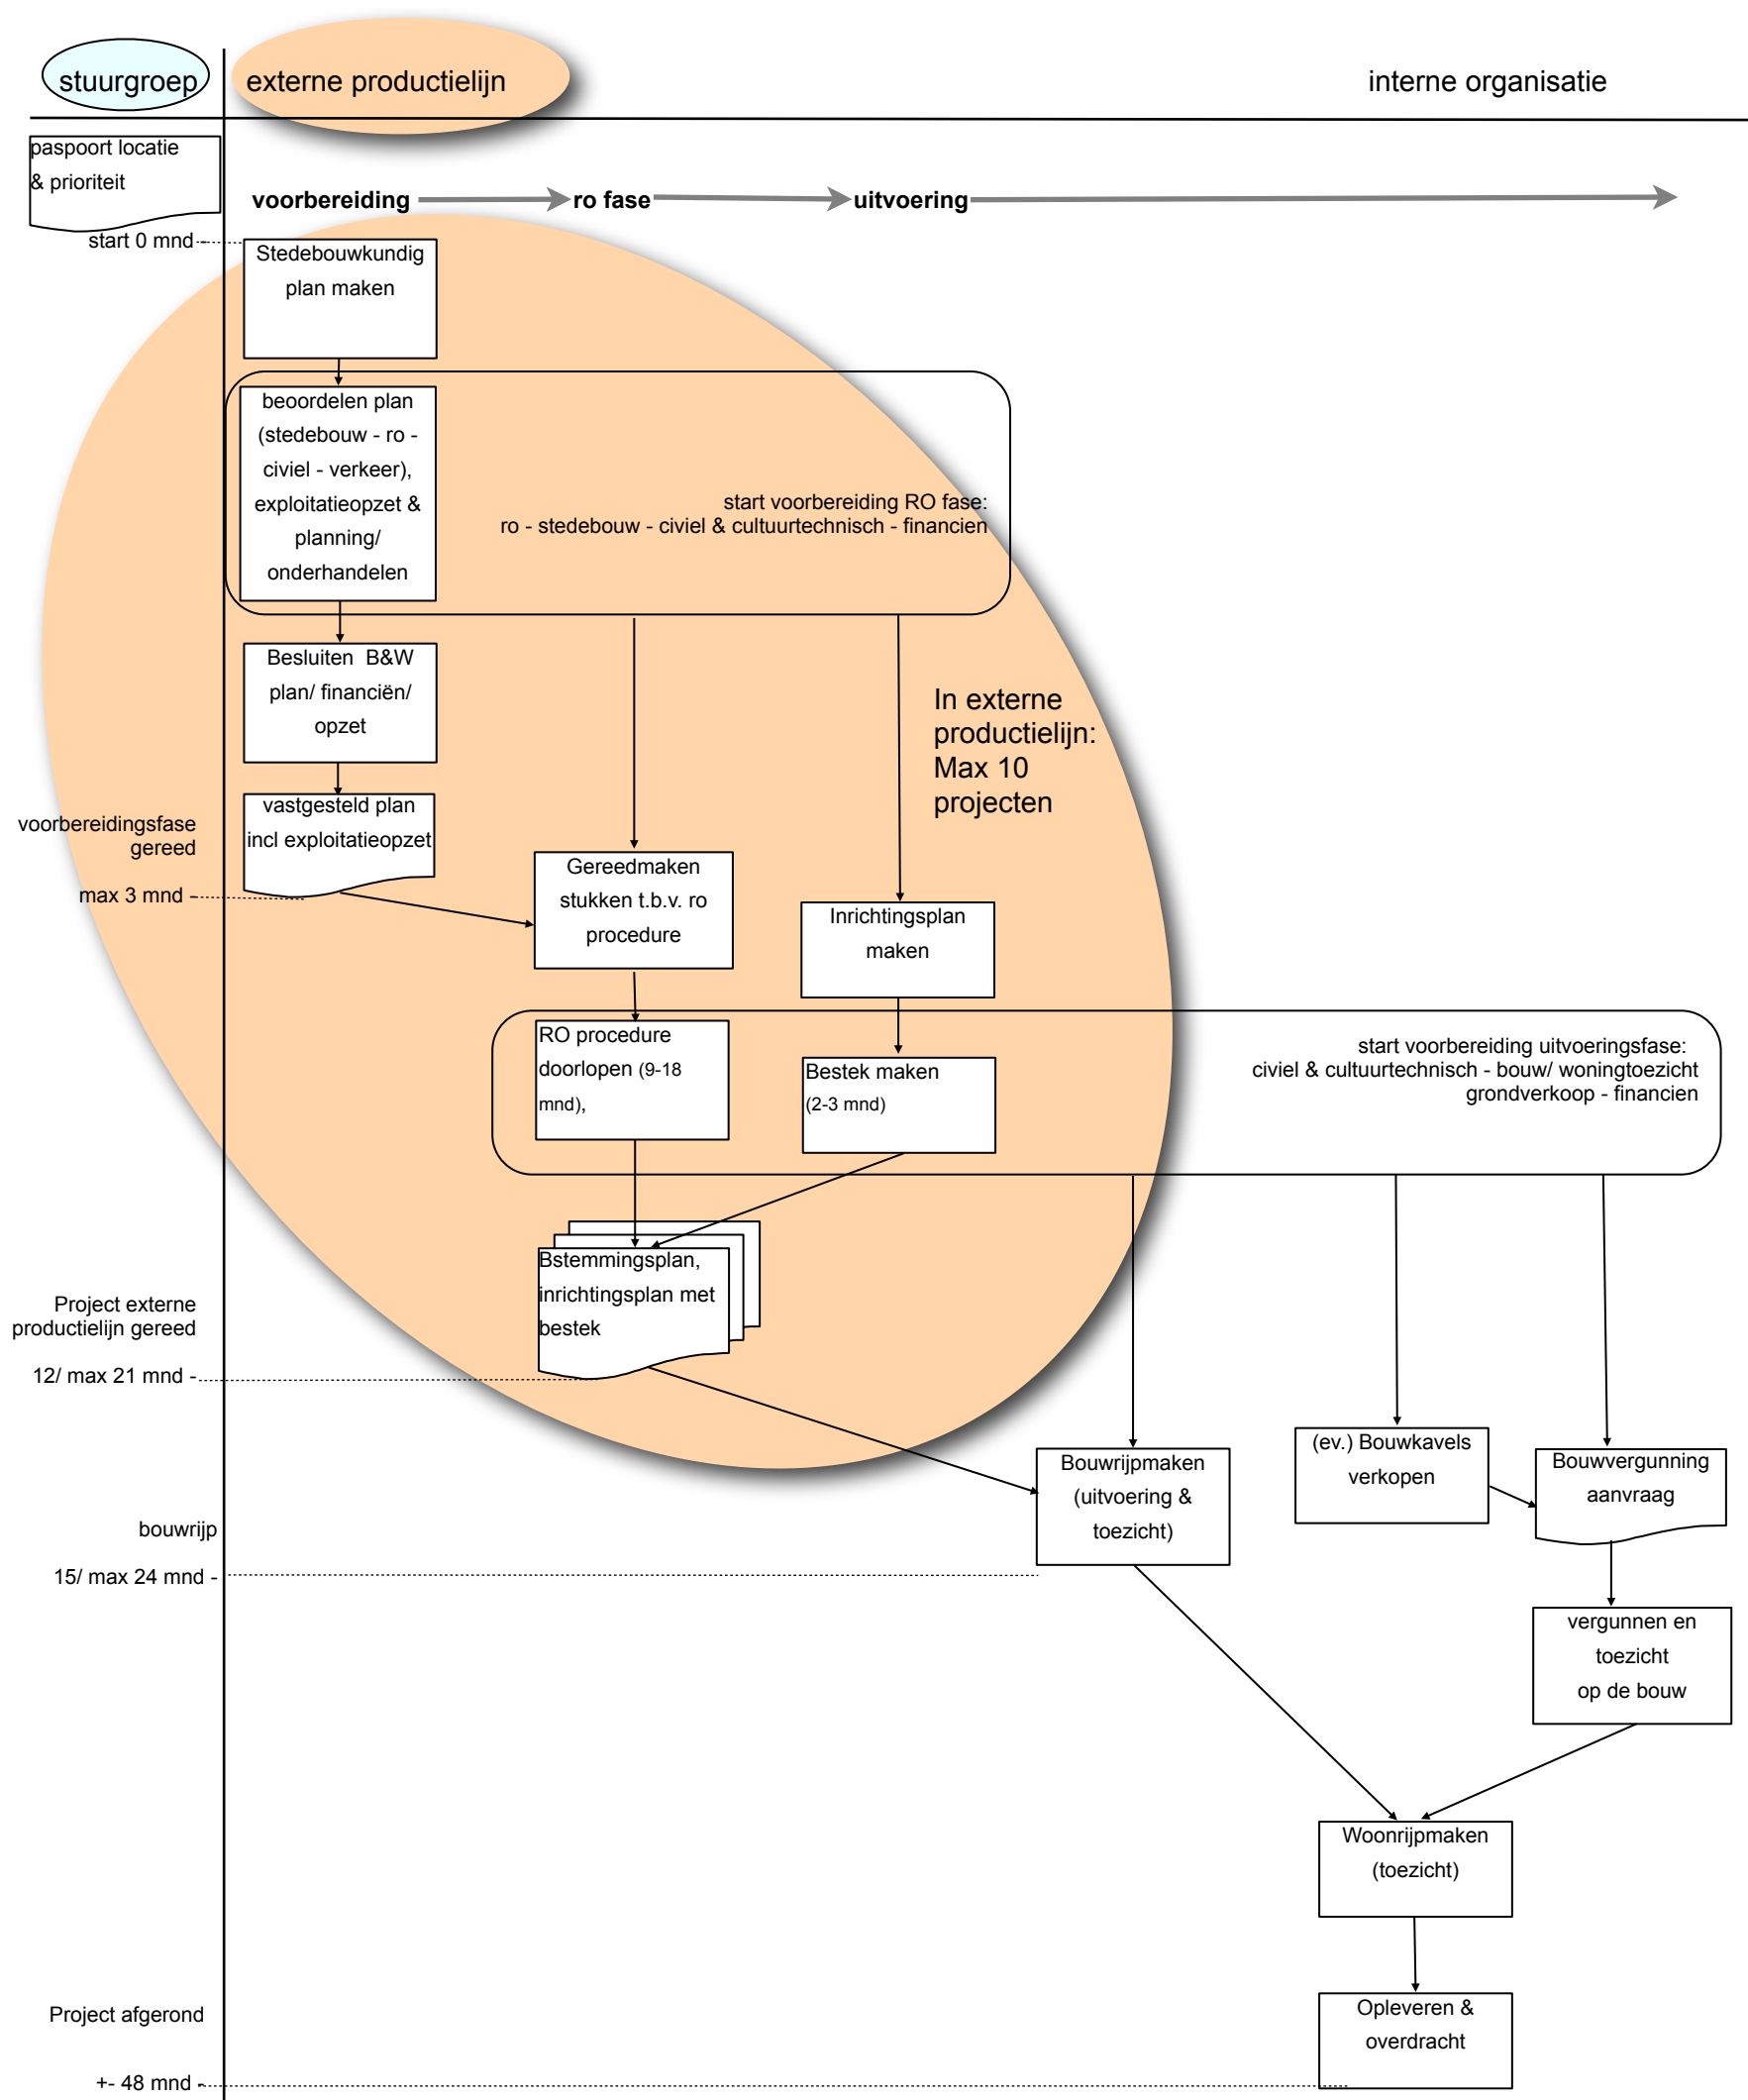 stuurgroep
externe productielijn
interne organisatie
paspoort locatie
& prioriteit
voorbereiding
ro fase
uitvoering
start 0 mnd -
Stedebouwkundig
plan maken
beoordelen plan
(stedebouw - ro -
civiel - verkeer),
exploitatieopzet &
planning/
onderhandelen
start voorbereiding RO fase:
ro - stedebouw - civiel & cultuurtechnisch - financien
Besluiten  B&W
plan/ financiën/
opzet
In externe
productielijn:
Max 10
projecten
vastgesteld plan
incl exploitatieopzet
voorbereidingsfase
gereed
max 3 mnd -
Gereedmaken
stukken t.b.v. ro
procedure
Inrichtingsplan
maken
RO procedure
doorlopen (9-18
mnd),
Bestek maken
(2-3 mnd)
start voorbereiding uitvoeringsfase:
civiel & cultuurtechnisch - bouw/ woningtoezicht
grondverkoop - financien
Bstemmingsplan,
inrichtingsplan met
bestek
Project externe
productielijn gereed
12/ max 21 mnd -
Bouwrijpmaken
(uitvoering &
toezicht)
(ev.) Bouwkavels
verkopen
Bouwvergunning
aanvraag
bouwrijp
15/ max 24 mnd -
vergunnen en
toezicht
op de bouw
Woonrijpmaken
(toezicht)
Opleveren &
overdracht
Project afgerond
+- 48 mnd -